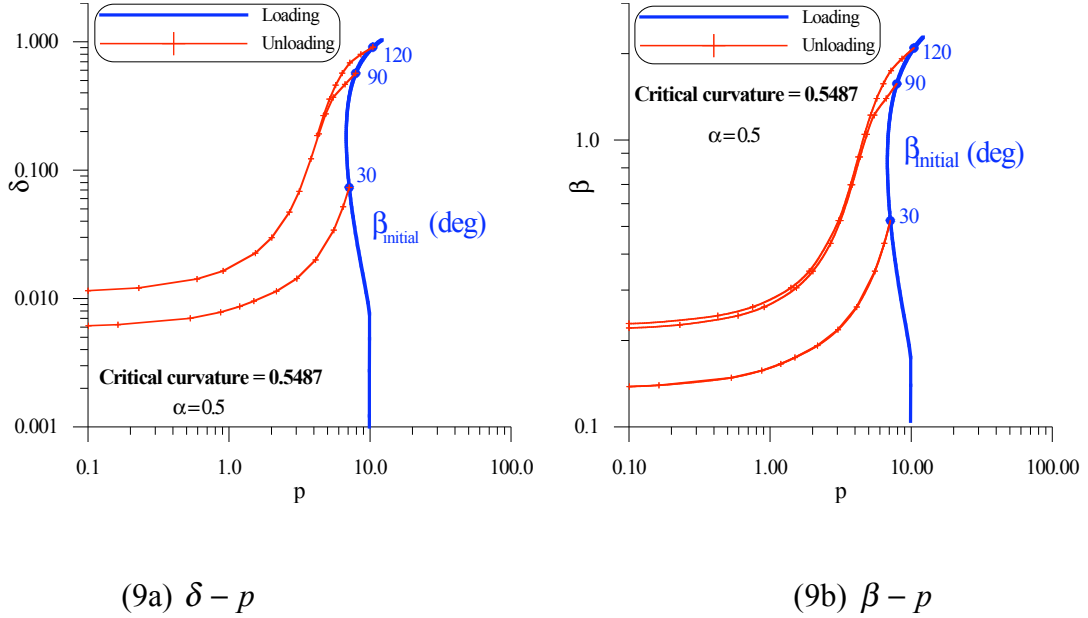 Loading
Unloading
1.000
120
90
0.100
δ
30
β initial (deg)
0.010
Critical curvature = 0.5487
α=0.5
0.001
0.1
1.0
10.0
100.0
p
(9a) δ – p
Loading
Unloading
120
Critical curvature = 0.5487
90
α=0.5
1.0
β initial (deg)
β
30
0.1
0.10
1.00
10.00
100.00
p
(9b) β – p